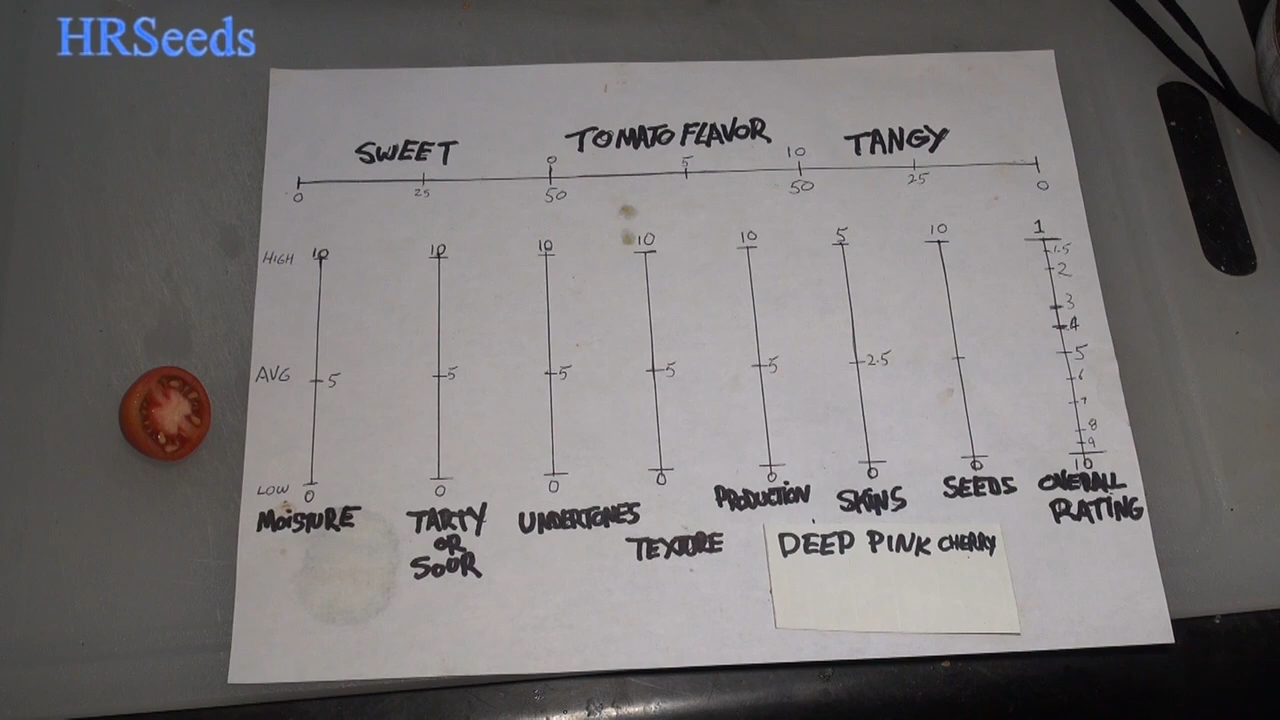 HRSeeds
SWEET
TOMATO FLAVOR
TANGY
0 5 10
0 25 50 50 25 0
HIGH 10 10 10 10 10 5 10 1
1.5
2
3
4
AVG 5 5 5 5 5 2.5 5
6
7
8
9
LOW 0 0 0 0 0 0 0 10
MOISTURE
TARTY
OR
SOUR
UNDERTONES
TEXTURE
PRODUCTION
SKINS
SEEDS
OVERALL
RATING
DEEP PINK CHERRY